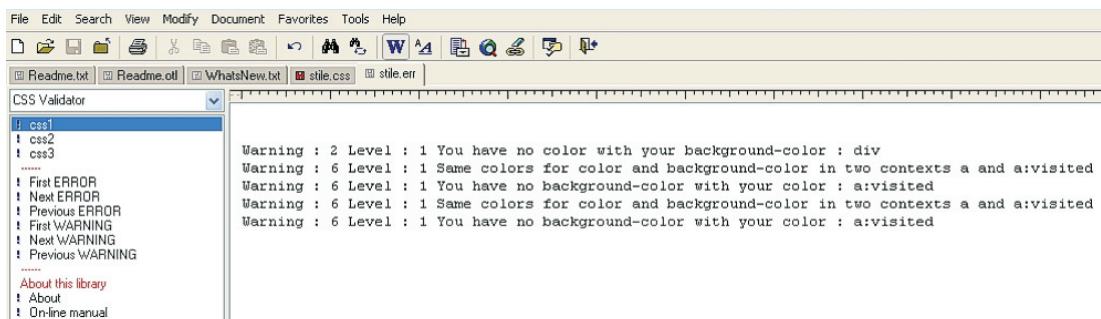 File Edit Search View Modify Document Favorites Tools Help
Readme.txt Readme.otl WhatsNew.txt stile.css stile.err
CSS Validator
css1
css2
css3
First ERROR
Next ERROR
Previous ERROR
First WARNING
Next WARNING
Previous WARNING
About this library
About
On-line manual
Warning : 2 Level : 1 You have no color with your background-color : div
Warning : 6 Level : 1 Same colors for color and background-color in two contexts a and a:visited
Warning : 6 Level : 1 You have no background-color with your color : a:visited
Warning : 6 Level : 1 Same colors for color and background-color in two contexts a and a:visited
Warning : 6 Level : 1 You have no background-color with your color : a:visited